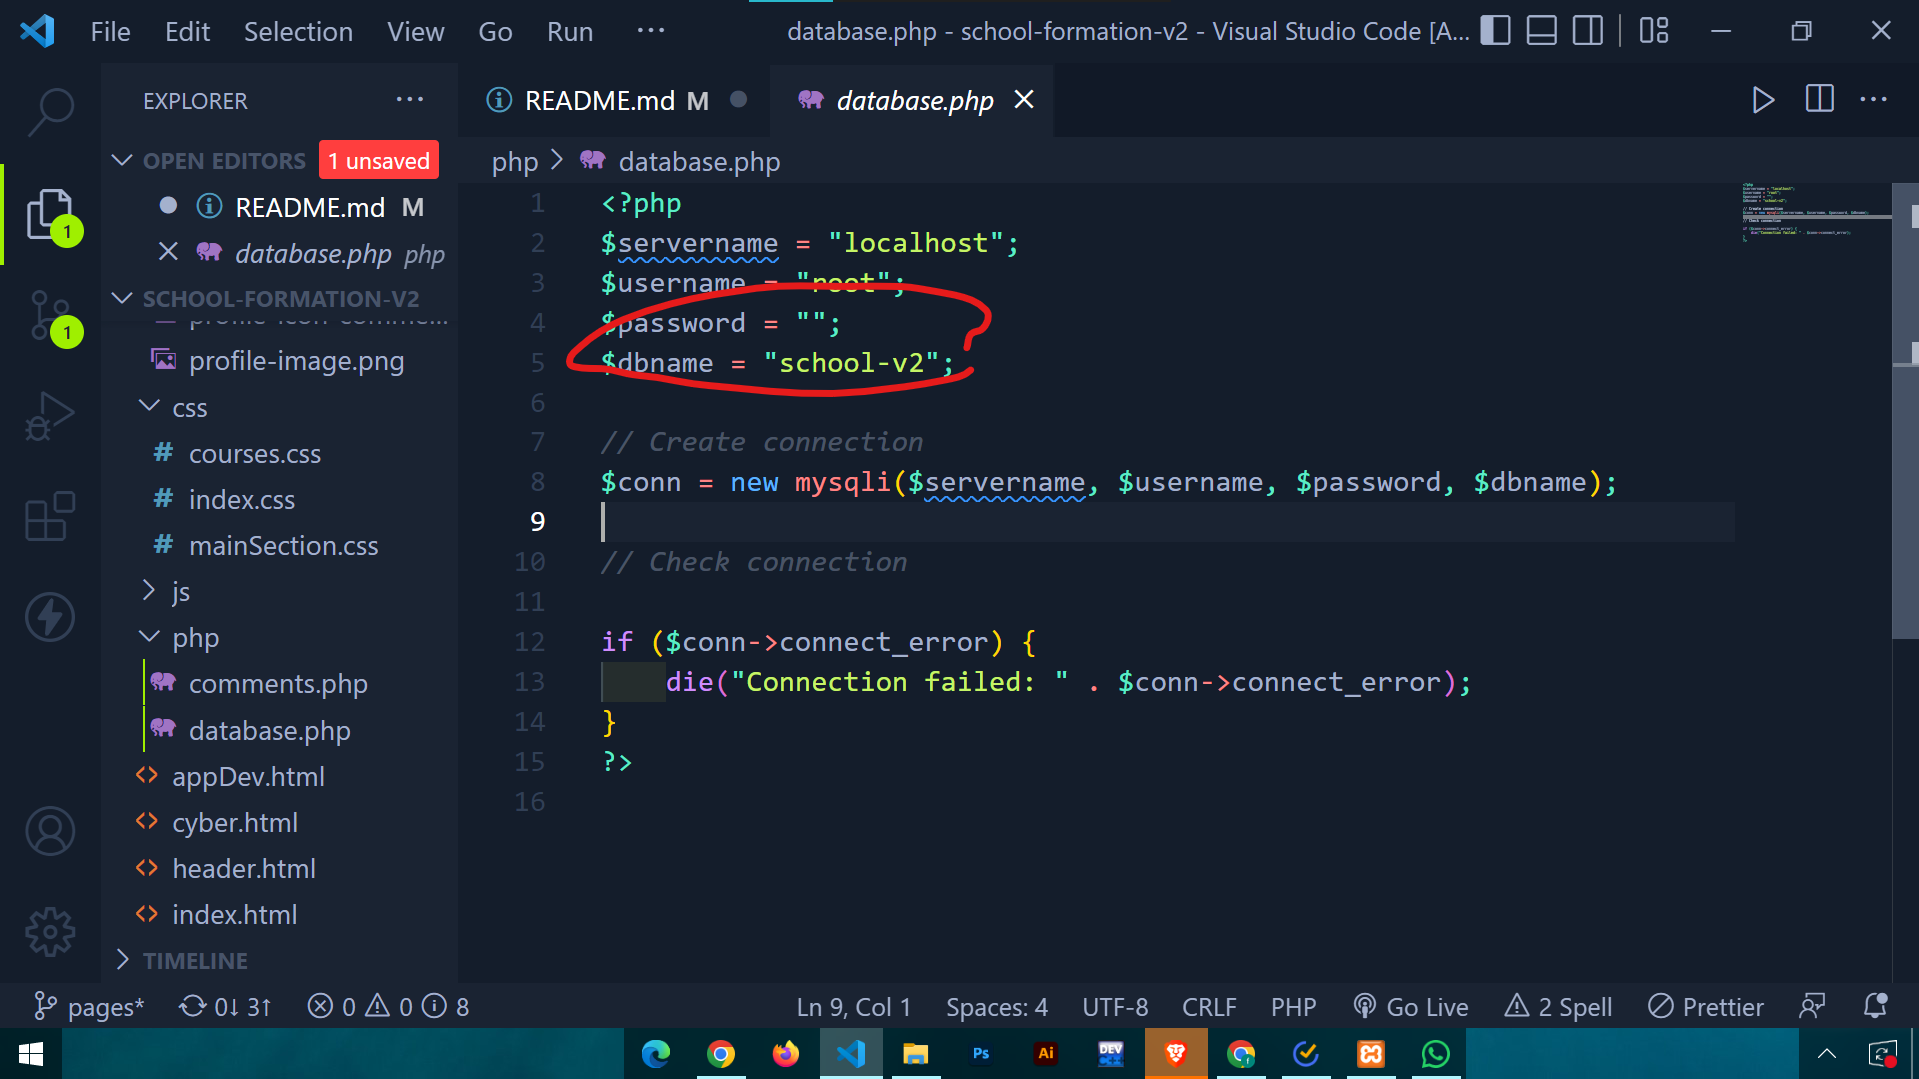 File Edit Selection View Go Run ··· database.php - school-formation-v2 - Visual Studio Code [A...
EXPLORER ···
README.md M
database.php
OPEN EDITORS 1 unsaved
README.md M
database.php php
SCHOOL-FORMATION-V2
profile-image.png
css
# courses.css
# index.css
# mainSection.css
js
php
comments.php
database.php
appDev.html
cyber.html
header.html
index.html
TIMELINE
1
1
php > database.php
1 <?php
2 $servername = "localhost";
3 $username = "root";
4 $password = "";
5 $dbname = "school-v2";
6
7 // Create connection
8 $conn = new mysqli($servername, $username, $password, $dbname);
9
10 // Check connection
11
12 if ($conn->connect_error) {
13 die("Connection failed: " . $conn->connect_error);
14 }
15 ?>
16
pages* 0↓ 3↑ 0 0 8 Ln 9, Col 1 Spaces: 4 UTF-8 CRLF PHP Go Live 2 Spell Prettier
Ps Ai DEV